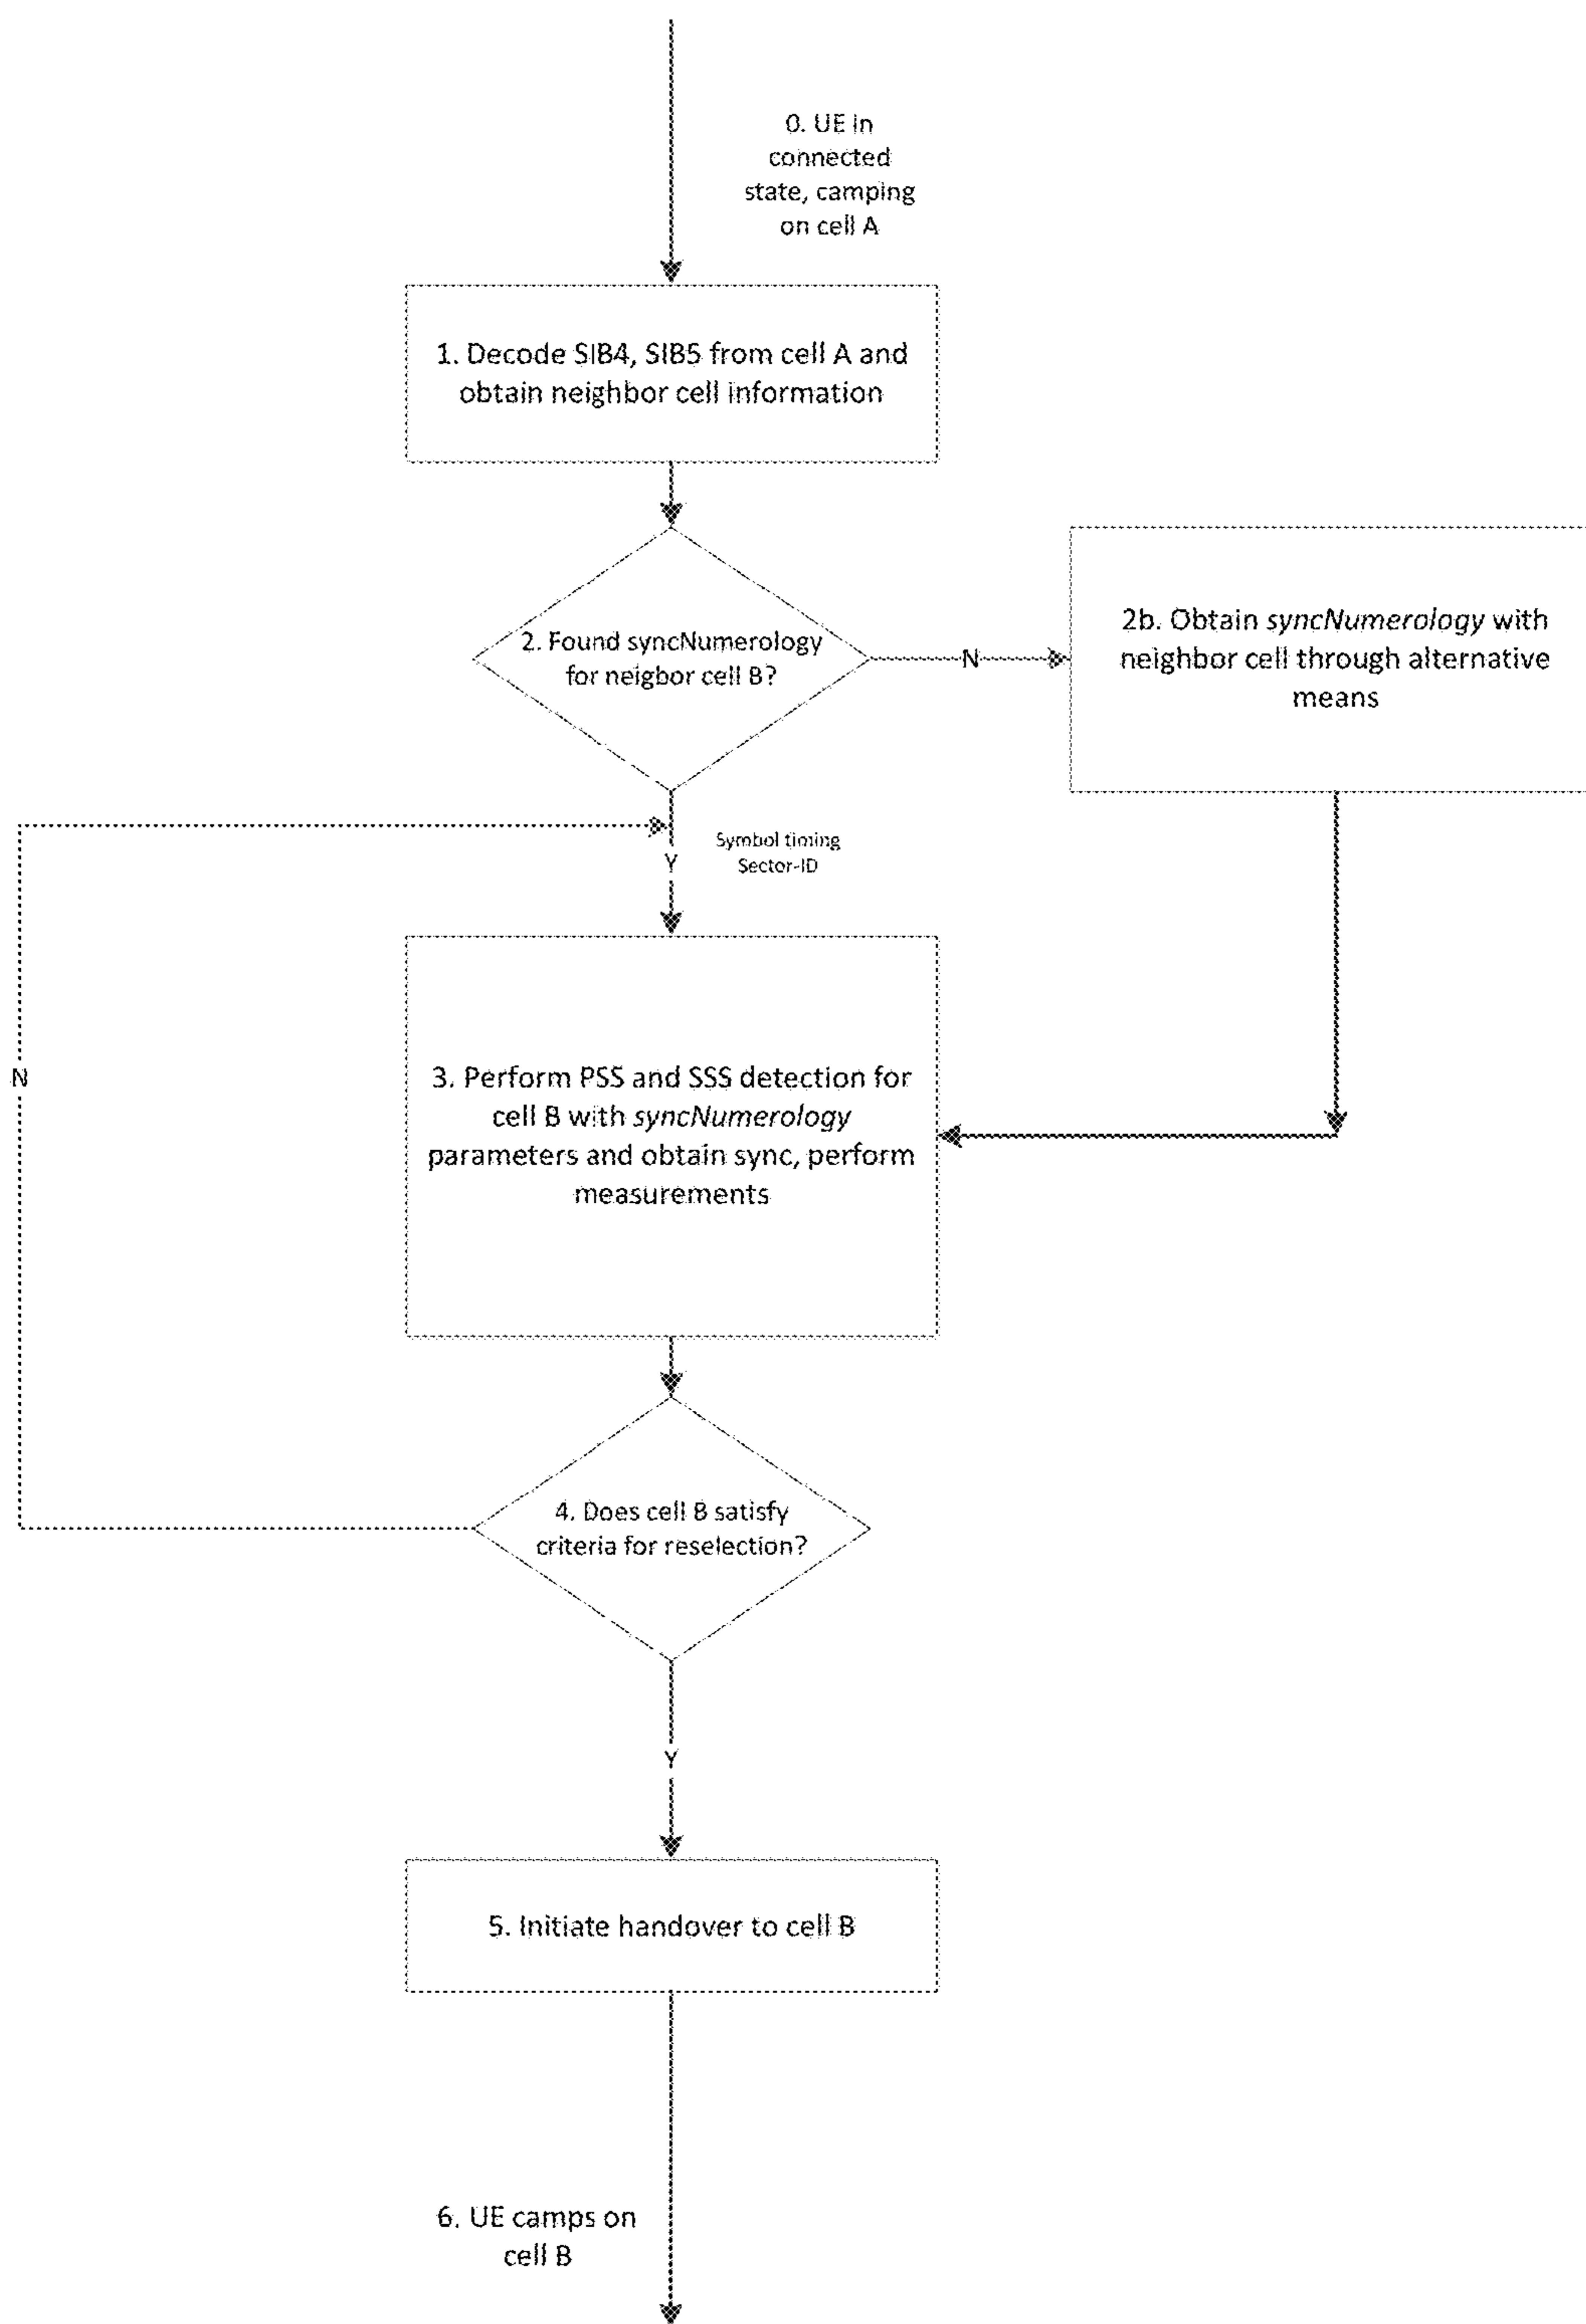 0. UE in
connected
state, camping
on cell A
1. Decode SIB4, SIB5 from cell A and
obtain neighbor cell information
2. Found syncNumerology
for neigbor cell B?
N
2b. Obtain syncNumerology with
neighbor cell through alternative
means
Symbol timing
Sector-ID
Y
N
3. Perform PSS and SSS detection for
cell B with syncNumerology
parameters and obtain sync, perform
measurements
4. Does cell B satisfy
criteria for reselection?
Y
5. Initiate handover to cell B
6. UE camps on
cell B